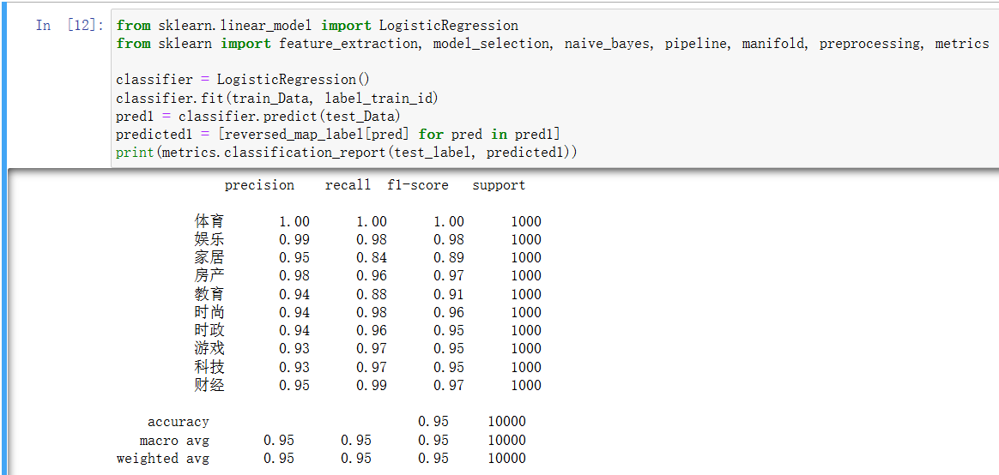 In [12]: from sklearn.linear_model import LogisticRegression
from sklearn import feature_extraction, model_selection, naive_bayes, pipeline, manifold, preprocessing, metrics
classifier = LogisticRegression()
classifier.fit(train_Data, label_train_id)
pred1 = classifier.predict(test_Data)
predicted1 = [reversed_map_label[pred] for pred in pred1]
print(metrics.classification_report(test_label, predicted1))
precision recall f1-score support
体育 1.00 1.00 1.00 1000
娱乐 0.99 0.98 0.98 1000
家居 0.95 0.84 0.89 1000
房产 0.98 0.96 0.97 1000
教育 0.94 0.88 0.91 1000
时尚 0.94 0.98 0.96 1000
时政 0.94 0.96 0.95 1000
游戏 0.93 0.97 0.95 1000
科技 0.93 0.97 0.95 1000
财经 0.95 0.99 0.97 1000
accuracy 0.95 10000
macro avg 0.95 0.95 0.95 10000
weighted avg 0.95 0.95 0.95 10000